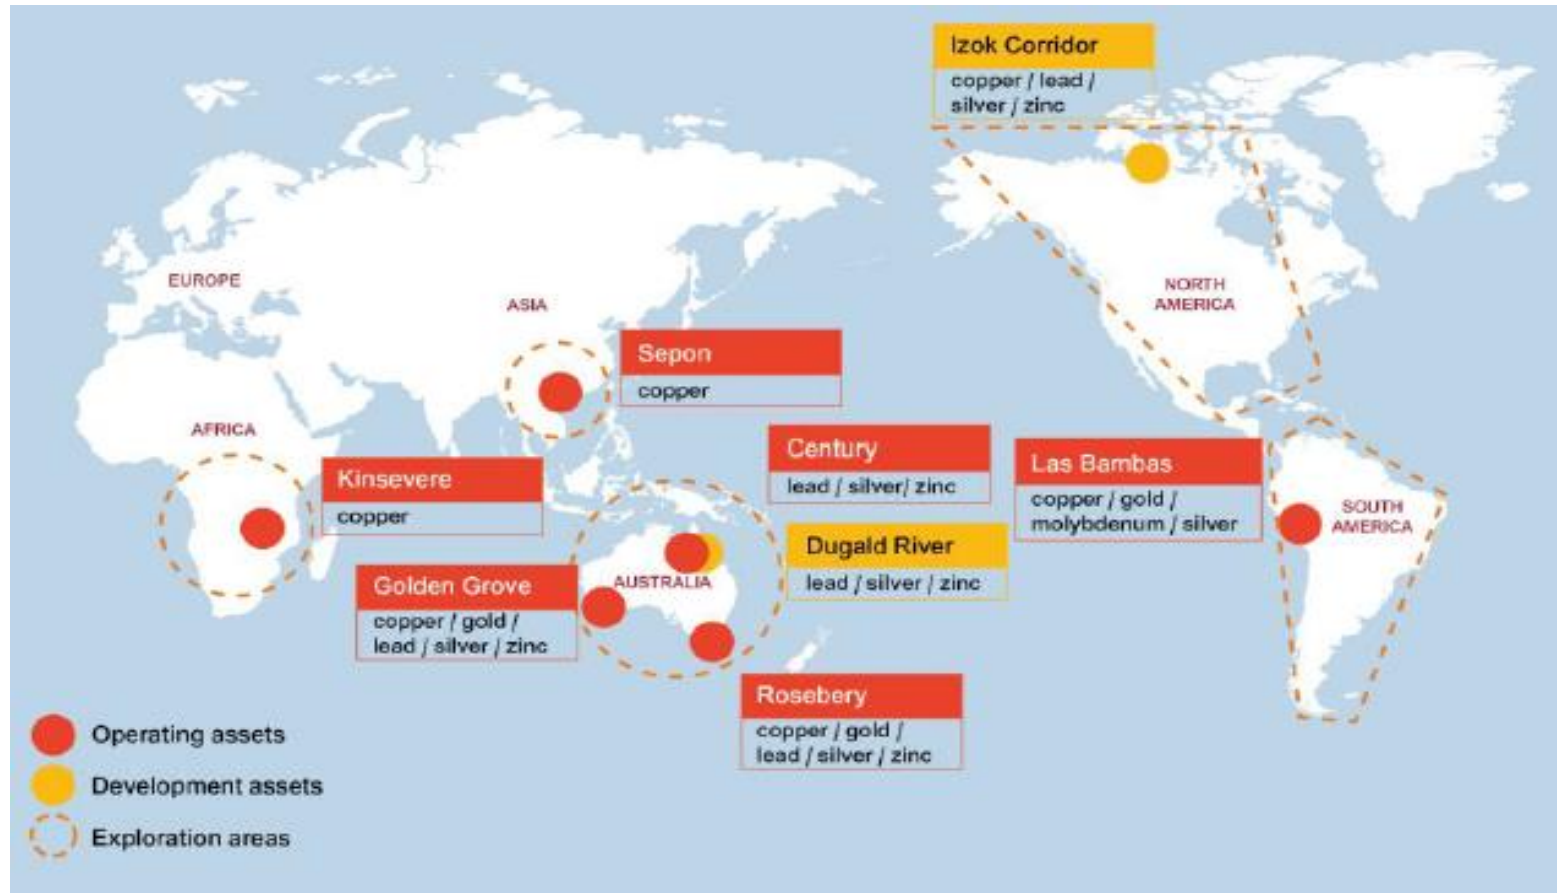 Izok Corridor
copper / lead /
silver / zinc
EUROPE
ASIA
NORTH
AMERICA
Sepon
copper
AFRICA
Kinsevere
copper
Century
lead / silver/ zinc
Las Bambas
copper / gold /
molybdenum / silver
SOUTH
AMERICA
Dugald River
lead / silver / zinc
AUSTRALIA
Golden Grove
copper / gold /
lead / silver / zinc
Rosebery
copper / gold /
lead / silver / zinc
Operating assets
Development assets
Exploration areas